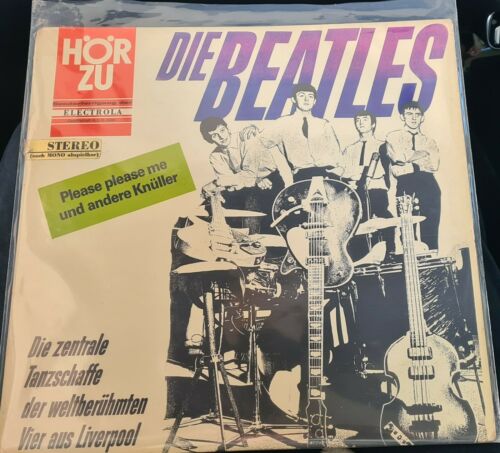 HÖR
ZU
ELECTROLA
STEREO
(auch MONO abspielbar)
DIE BEATLES
Please please me
und andere Knüller
Die zentrale
Tanzschaffe
der weltberühmten
Vier aus Liverpool